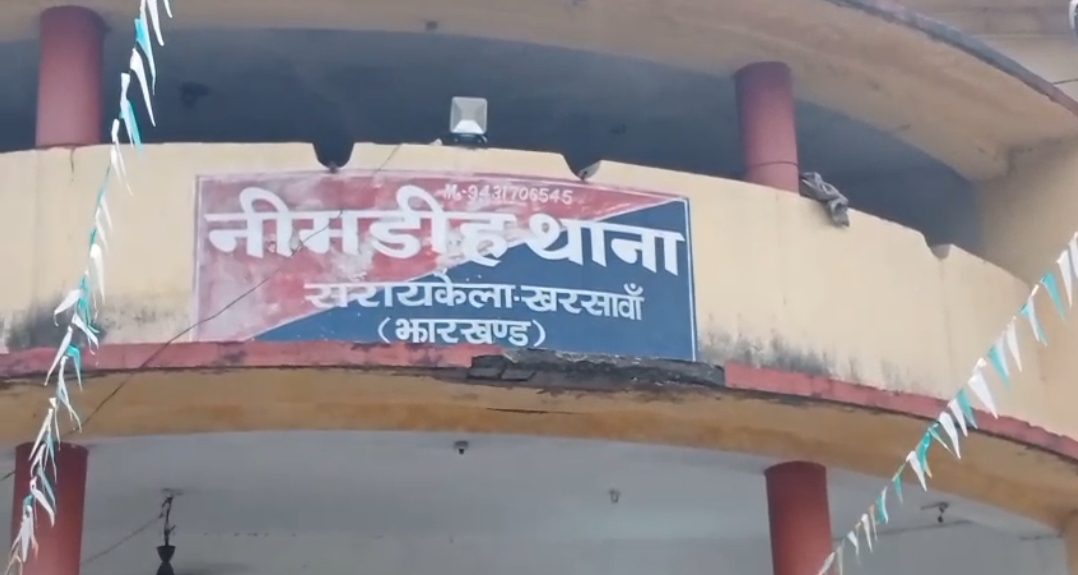 M.-9431706545
नीमडीह थाना
सरायकेला-खरसावाँ
(झारखण्ड)